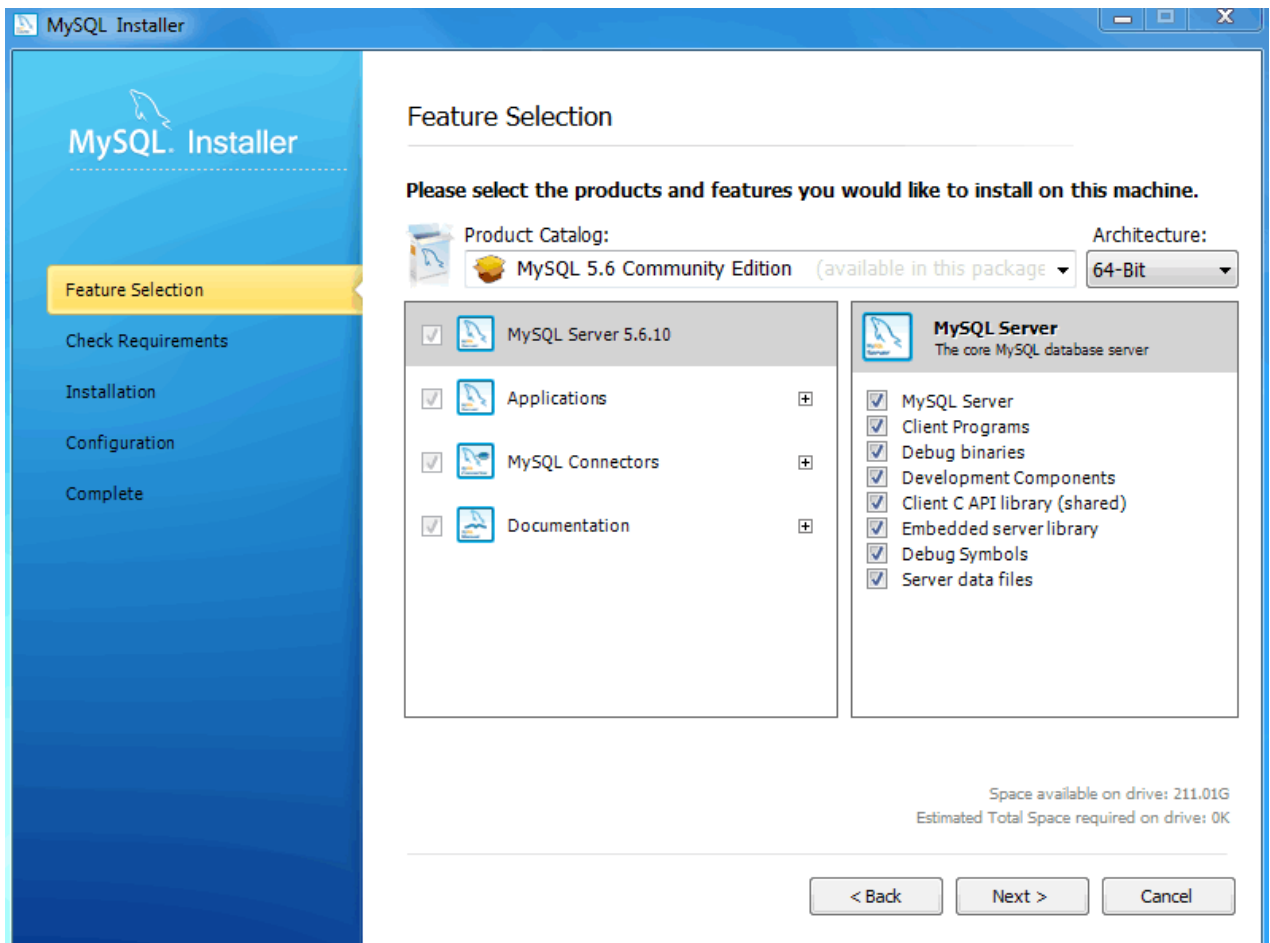 MySQL Installer
MySQL. Installer
Feature Selection
Check Requirements
Installation
Configuration
Complete
Feature Selection
Please select the products and features you would like to install on this machine.
Product Catalog:
Architecture:
MySQL 5.6 Community Edition (available in this package
64-Bit
MySQL Server 5.6.10
Applications
MySQL Connectors
Documentation
MySQL Server
The core MySQL database server
MySQL Server
Client Programs
Debug binaries
Development Components
Client C API library (shared)
Embedded server library
Debug Symbols
Server data files
Space available on drive: 211.01G
Estimated Total Space required on drive: 0K
< Back
Next >
Cancel